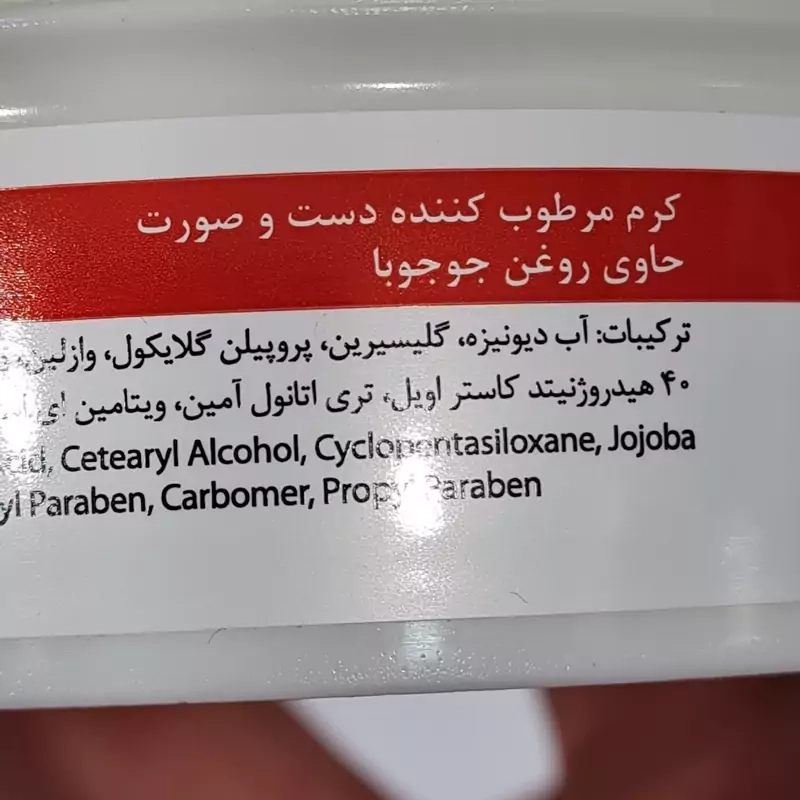 کرم مرطوب کننده دست و صورت
حاوی روغن جوجوبا
ترکیبات: آب دیونیزه، گلیسیرین، پروپیلن گلایکول، وازلین،
۴۰ هیدروژنیتد کاستر اویل، تری اتانول آمین، ویتامین ای،
Cetearyl Alcohol, Cyclopentasiloxane, Jojoba
Paraben, Carbomer, Propyl Paraben